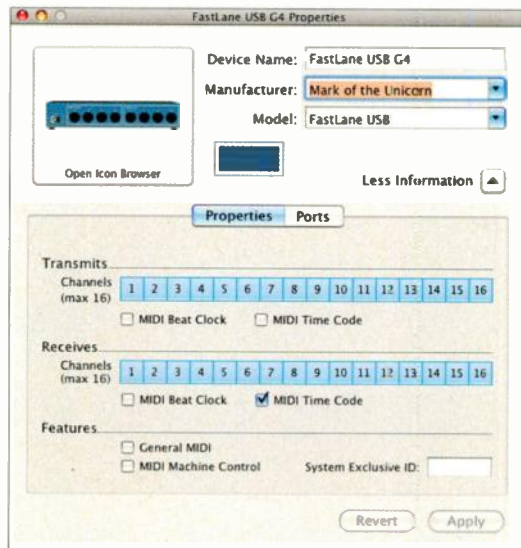 FastLane USB G4 Properties
Device Name: FastLane USB G4
Manufacturer: Mark of the Unicorn
Model: FastLane USB
Open Icon Browser
Less Information
Properties Ports
Transmits
Channels (max 16) 1 2 3 4 5 6 7 8 9 10 11 12 13 14 15 16
MIDI Beat Clock MIDI Time Code
Receives
Channels (max 16) 1 2 3 4 5 6 7 8 9 10 11 12 13 14 15 16
MIDI Beat Clock MIDI Time Code
Features
General MIDI
MIDI Machine Control System Exclusive ID:
Revert Apply